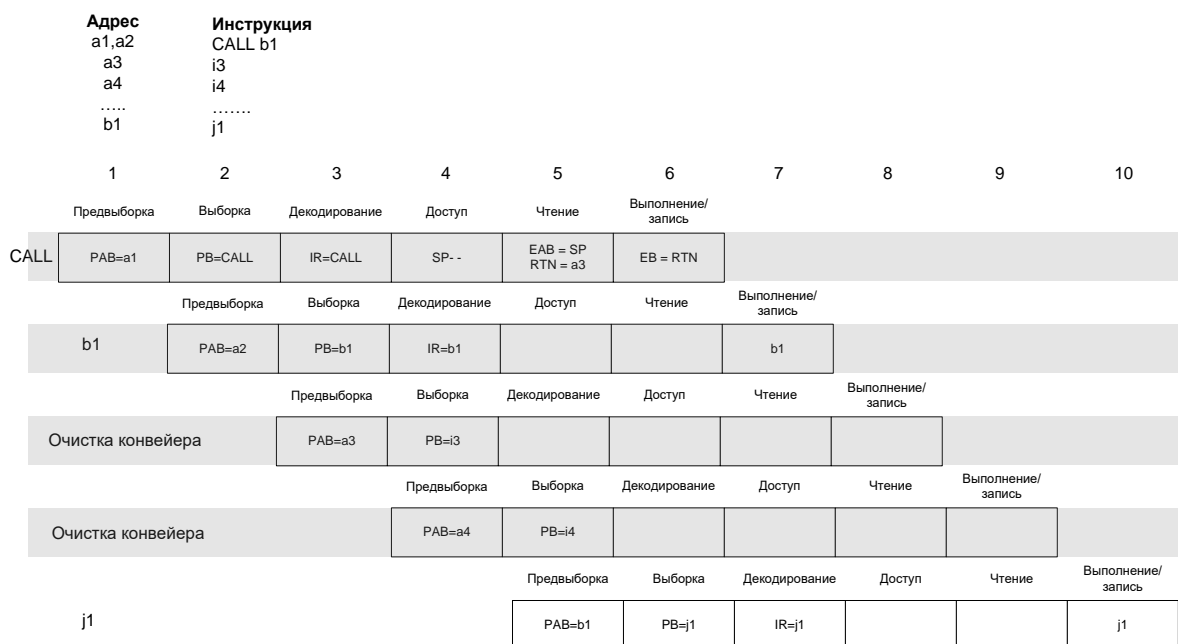 Адрес Инструкция
a1,a2 CALL b1
a3 i3
a4 i4
..... .......
b1 j1
1 2 3 4 5 6 7 8 9 10
Предвыборка Выборка Декодирование Доступ Чтение Выполнение/
запись
CALL PAB=a1 PB=CALL IR=CALL SP- - EAB = SP EB = RTN
RTN = a3
Предвыборка Выборка Декодирование Доступ Чтение Выполнение/
запись
b1 PAB=a2 PB=b1 IR=b1 b1
Предвыборка Выборка Декодирование Доступ Чтение Выполнение/
запись
Очистка конвейера PAB=a3 PB=i3
Предвыборка Выборка Декодирование Доступ Чтение Выполнение/
запись
Очистка конвейера PAB=a4 PB=i4
Предвыборка Выборка Декодирование Доступ Чтение Выполнение/
запись
j1 PAB=b1 PB=j1 IR=j1 j1